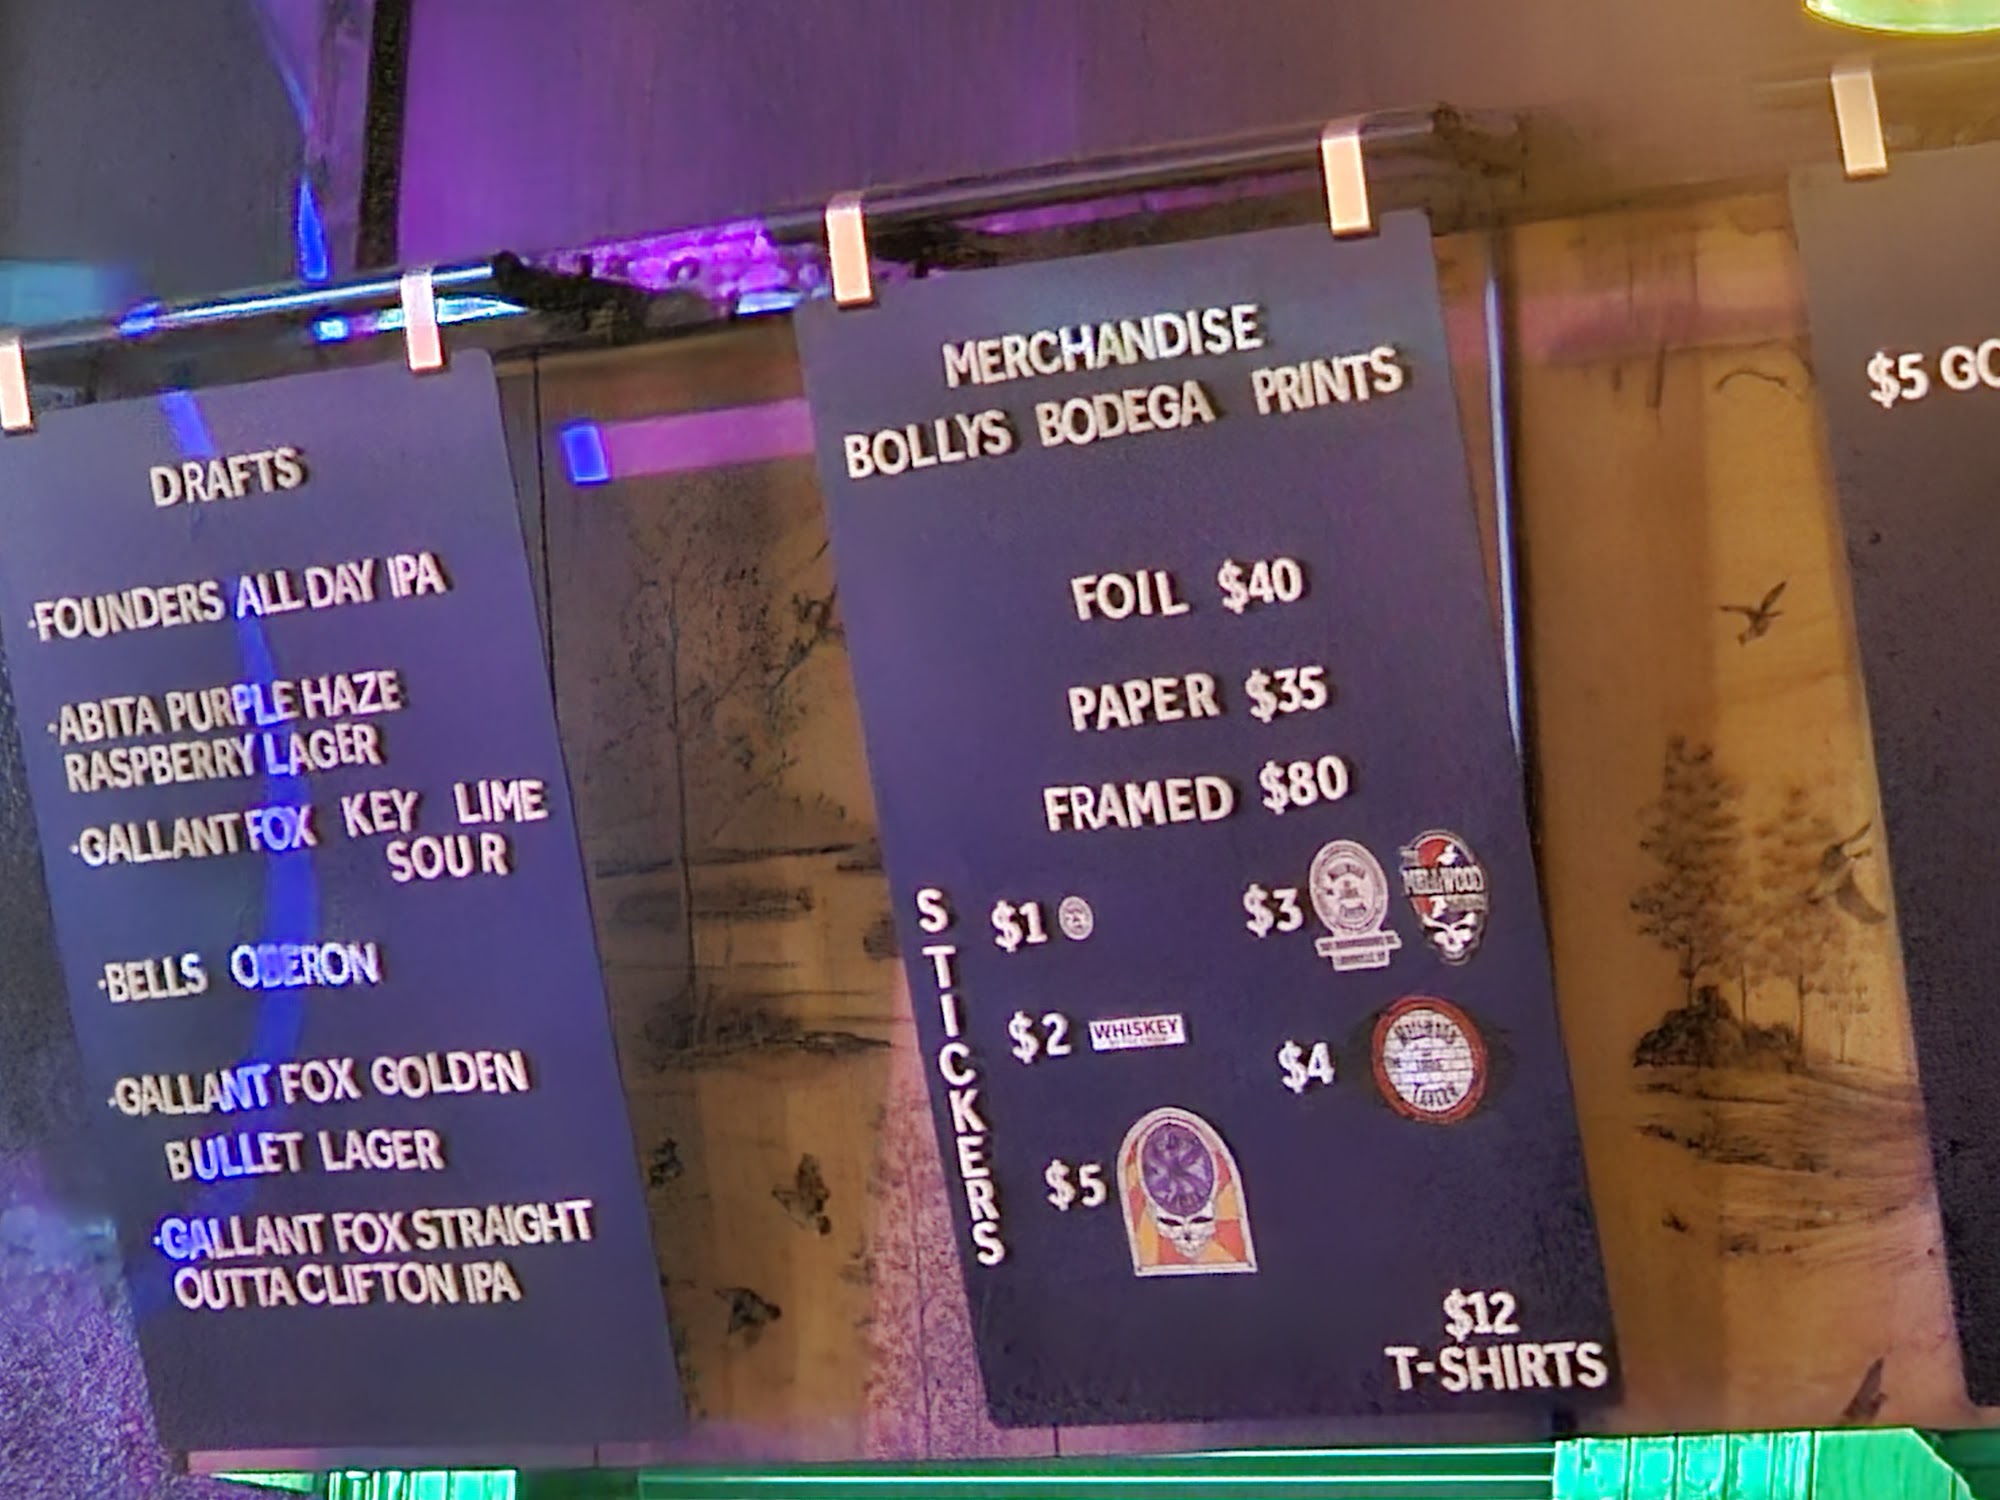 DRAFTS
·FOUNDERS ALL DAY IPA
·ABITA PURPLE HAZE
RASPBERRY LAGER
·GALLANT FOX KEY LIME
SOUR
·BELLS OBERON
·GALLANT FOX GOLDEN
BULLET LAGER
·GALLANT FOX STRAIGHT
OUTTA CLIFTON IPA
MERCHANDISE
BOLLYS BODEGA PRINTS
FOIL $40
PAPER $35
FRAMED $80
STICKERS
$1
$3
MELLWOOD
$2 WHISKEY
$4
$5
$12
T-SHIRTS
$5